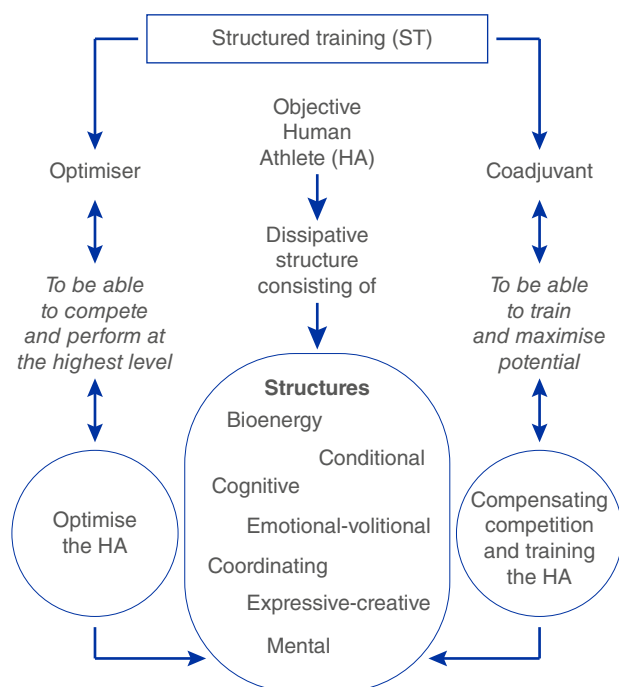 Structured training (ST)
Optimiser
To be able
to compete
and perform at
the highest level
Optimise
the HA
Objective
Human
Athlete (HA)
Dissipative
structure
consisting of
Structures
Bioenergy
Conditional
Cognitive
Emotional-volitional
Coordinating
Expressive-creative
Mental
Coadjuvant
To be able
to train
and maximise
potential
Compensating
competition
and training
the HA